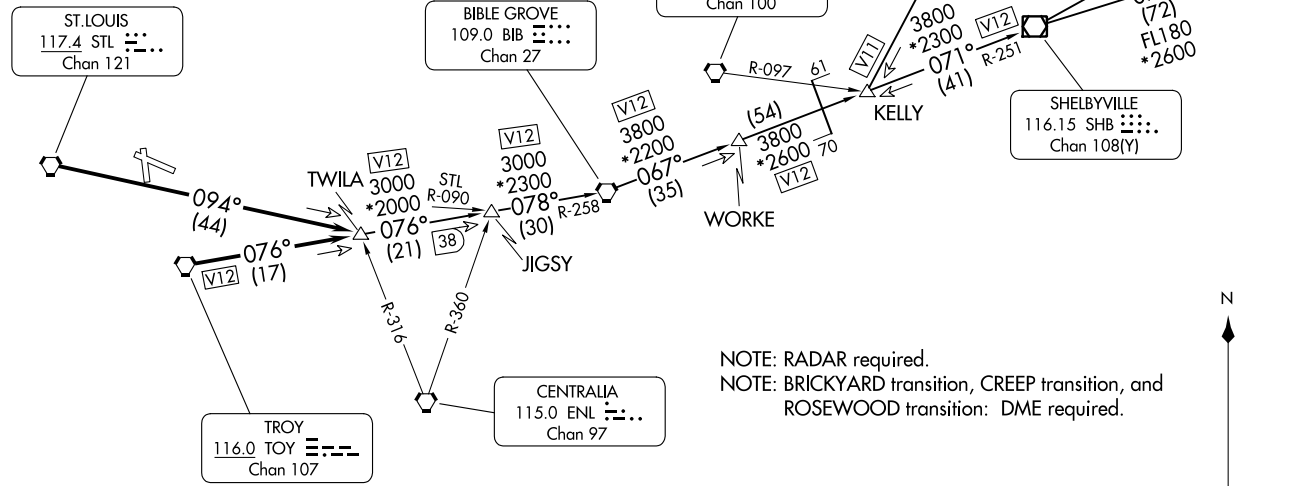 Chan 100
ST.LOUIS
117.4 STL
Chan 121
BIBLE GROVE
109.0 BIB
Chan 27
R-097
61
V11
3800
*2300
071°
(41)
V12
R-251
(72)
FL180
*2600
KELLY
SHELBYVILLE
116.15 SHB
Chan 108(Y)
094°
(44)
TWILA
V12
3000
*2000
076°
(21)
STL
R-090
38
V12
3000
*2300
078°
(30)
R-258
JIGSY
V12
3800
*2200
067°
(35)
WORKE
(54)
3800
*2600
V12
70
076°
V12
(17)
R-316
R-360
TROY
116.0 TOY
Chan 107
CENTRALIA
115.0 ENL
Chan 97
NOTE: RADAR required.
NOTE: BRICKYARD transition, CREEP transition, and
ROSEWOOD transition: DME required.
N